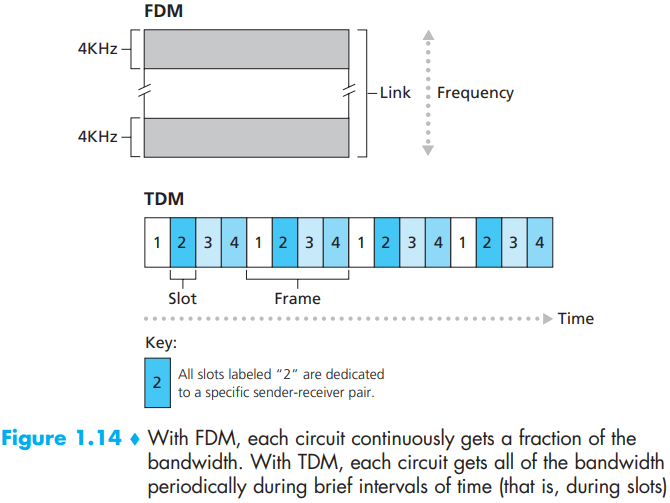 FDM
4KHz
Link
Frequency
4KHz
TDM
1 2 3 4 1 2 3 4 1 2 3 4 1 2 3 4
Slot
Frame
Time
Key:
2
All slots labeled “2” are dedicated
to a specific sender-receiver pair.
Figure 1.14 ♦ With FDM, each circuit continuously gets a fraction of the
bandwidth. With TDM, each circuit gets all of the bandwidth
periodically during brief intervals of time (that is, during slots)